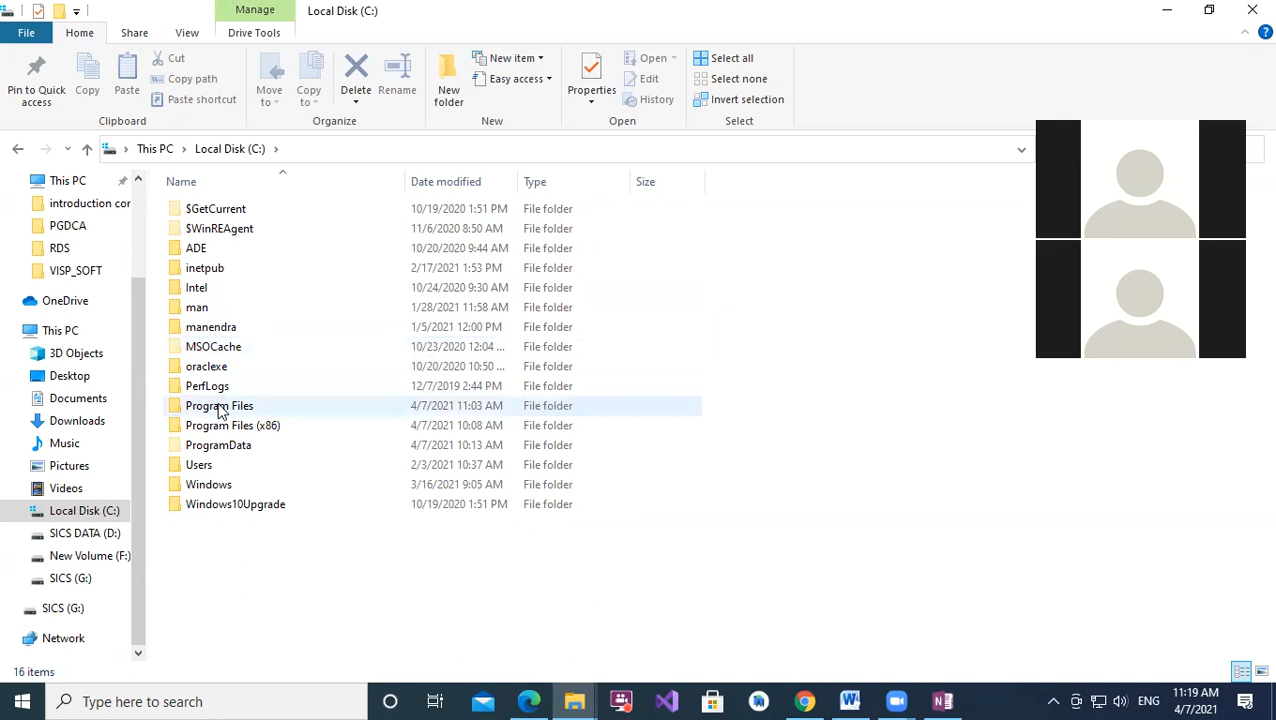 Manage
Local Disk (C:)
File
Home
Share
View
Drive Tools
Pin to Quick access
Copy
Paste
Cut
Copy path
Paste shortcut
Clipboard
Move to
Copy to
Delete
Rename
Organize
New folder
New item
Easy access
New
Properties
Open
Edit
History
Open
Select all
Select none
Invert selection
Select
This PC
Local Disk (C:)
Name
Date modified
Type
Size
$GetCurrent 10/19/2020 1:51 PM File folder
$WinREAgent 11/6/2020 8:50 AM File folder
ADE 10/20/2020 9:44 AM File folder
inetpub 2/17/2021 1:53 PM File folder
Intel 10/24/2020 9:30 AM File folder
man 1/28/2021 11:58 AM File folder
manendra 1/5/2021 12:00 PM File folder
MSOCache 10/23/2020 12:04 ... File folder
oraclexe 10/20/2020 10:50 ... File folder
PerfLogs 12/7/2019 2:44 PM File folder
Program Files 4/7/2021 11:03 AM File folder
Program Files (x86) 4/7/2021 10:08 AM File folder
ProgramData 4/7/2021 10:13 AM File folder
Users 2/3/2021 10:37 AM File folder
Windows 3/16/2021 9:05 AM File folder
Windows10Upgrade 10/19/2020 1:51 PM File folder
This PC
introduction cor
PGDCA
RDS
VISP_SOFT
OneDrive
This PC
3D Objects
Desktop
Documents
Downloads
Music
Pictures
Videos
Local Disk (C:)
SICS DATA (D:)
New Volume (F:)
SICS (G:)
SICS (G:)
Network
16 items
Type here to search
ENG
11:19 AM
4/7/2021